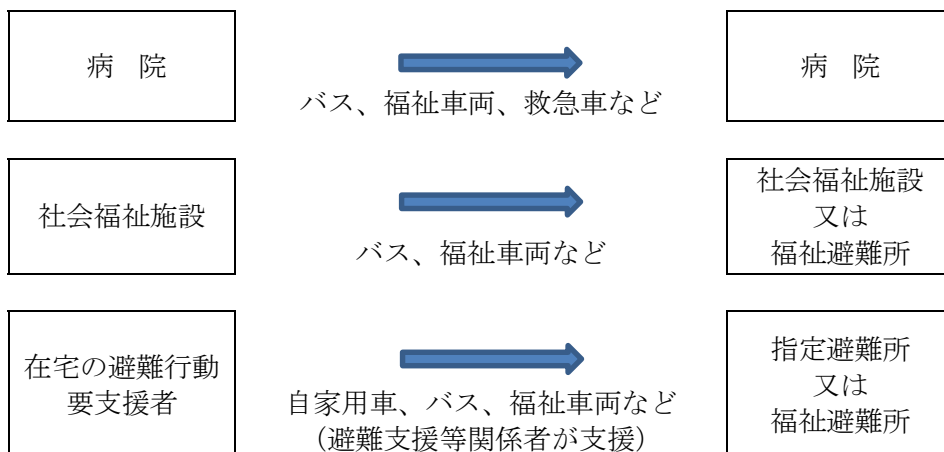 病 院
バス、福祉車両、救急車など
病 院
社会福祉施設
バス、福祉車両など
社会福祉施設
又は
福祉避難所
在宅の避難行動
要支援者
自家用車、バス、福祉車両など
(避難支援等関係者が支援)
指定避難所
又は
福祉避難所